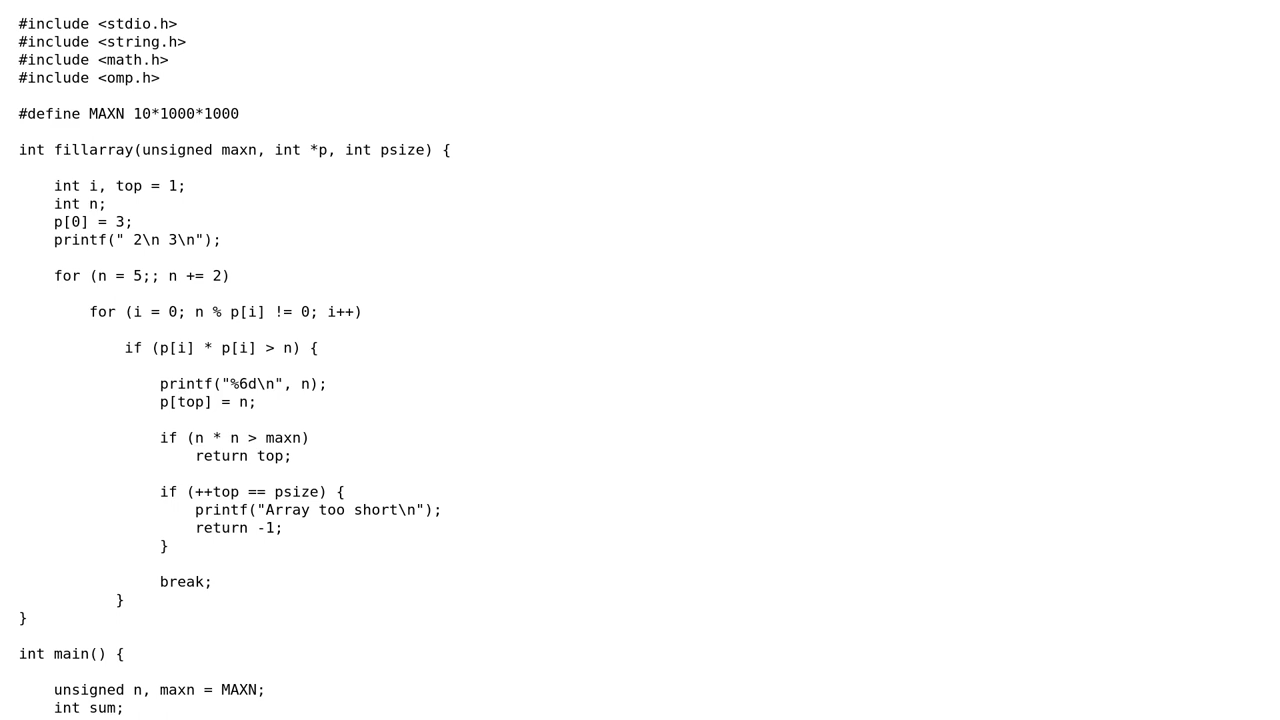 #include <stdio.h>
#include <string.h>
#include <math.h>
#include <omp.h>

#define MAXN 10*1000*1000

int fillarray(unsigned maxn, int *p, int psize) {

    int i, top = 1;
    int n;
    p[0] = 3;
    printf(" 2\n 3\n");

    for (n = 5;; n += 2)

        for (i = 0; n % p[i] != 0; i++)

            if (p[i] * p[i] > n) {

                printf("%6d\n", n);
                p[top] = n;

                if (n * n > maxn)
                    return top;

                if (++top == psize) {
                    printf("Array too short\n");
                    return -1;
                }

                break;
           }
}

int main() {

    unsigned n, maxn = MAXN;
    int sum;